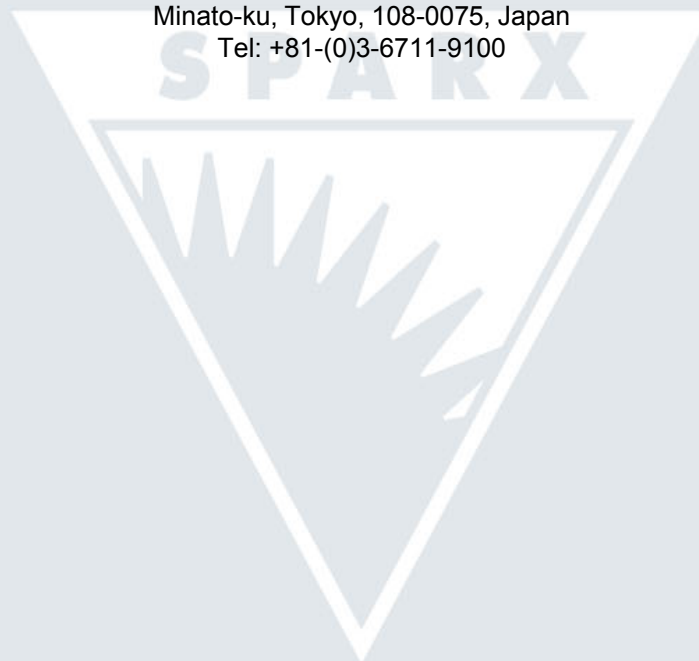 Minato-ku, Tokyo, 108-0075, Japan
Tel: +81-(0)3-6711-9100
SPARX